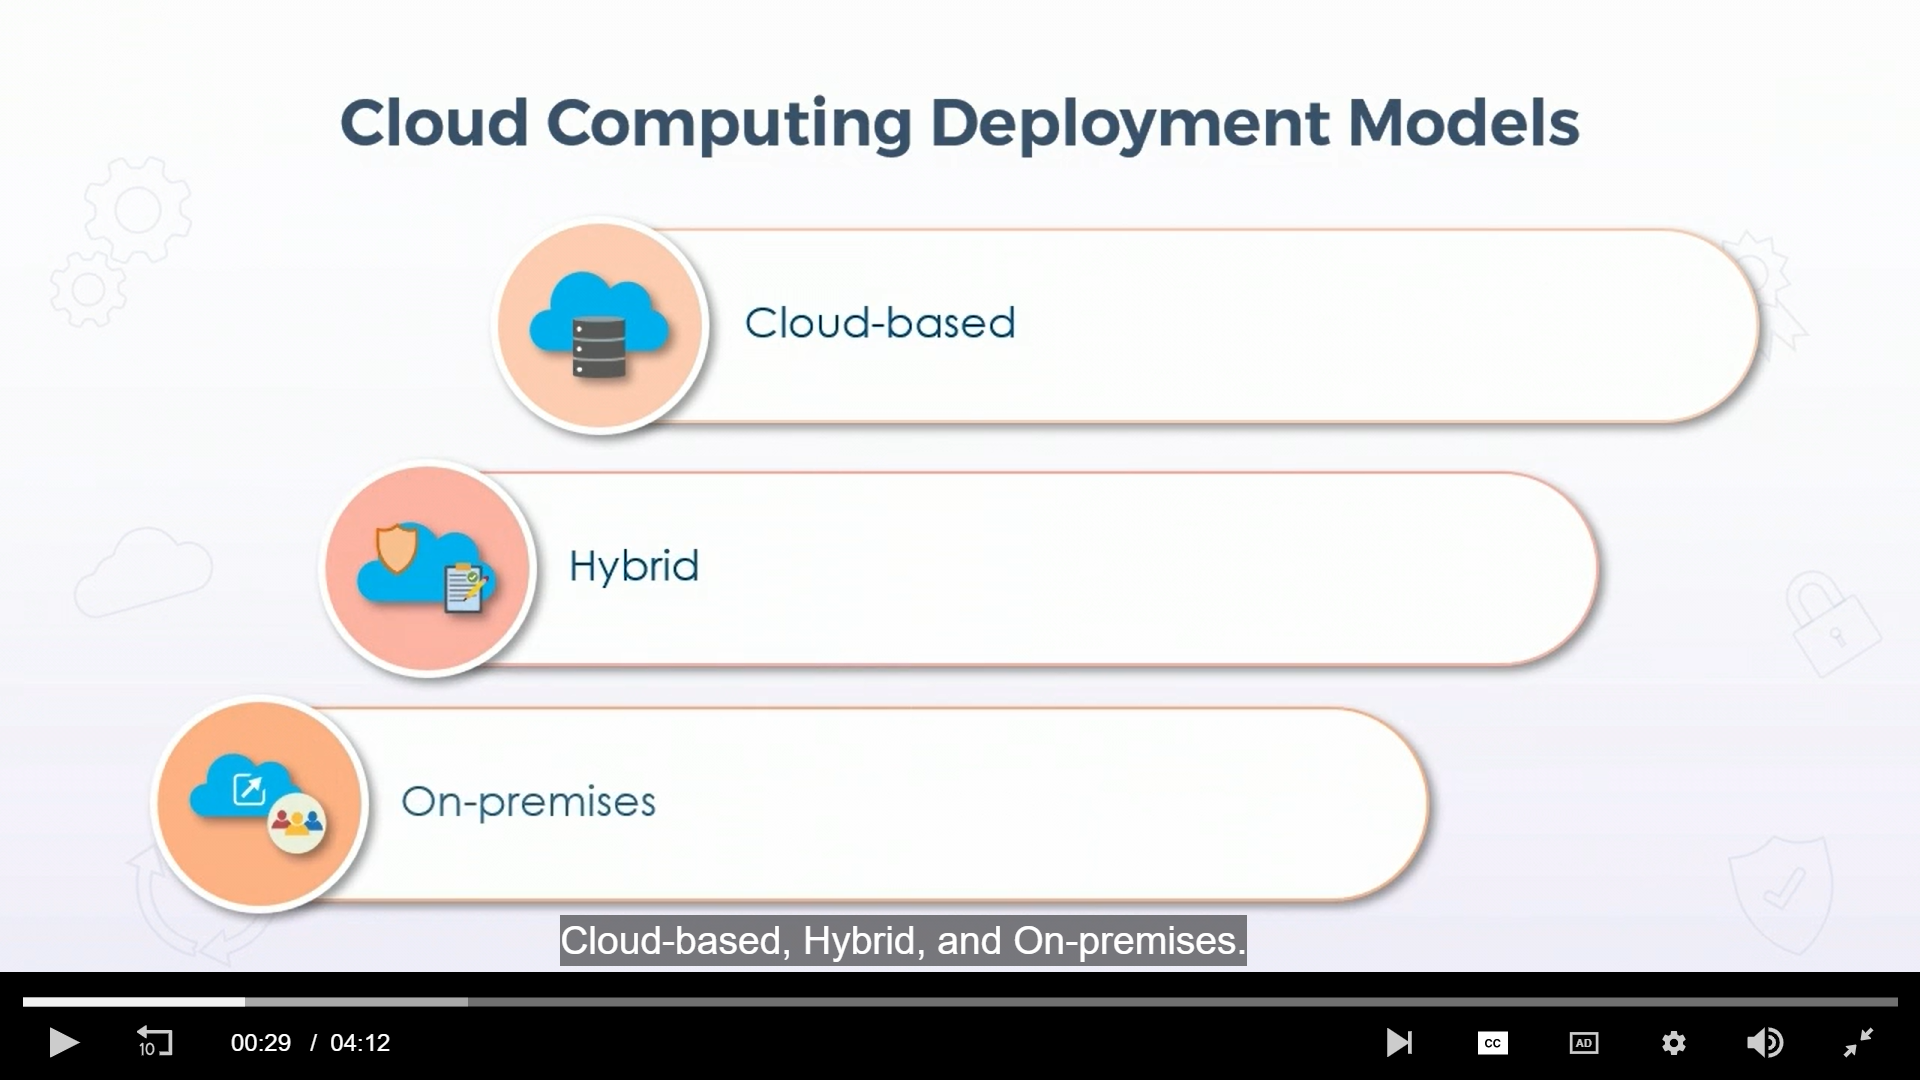 Cloud Computing Deployment Models
Cloud-based
Hybrid
On-premises
Cloud-based, Hybrid, and On-premises.
10
00:29 / 04:12
CC
AD